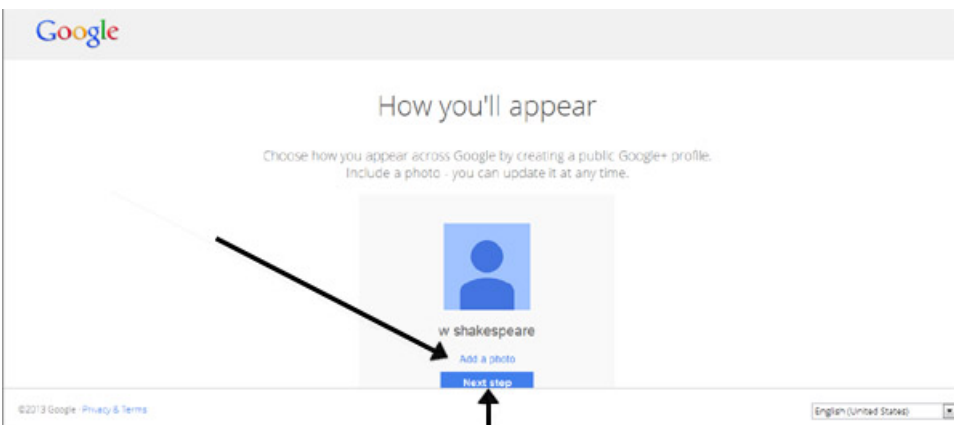 Google
How you'll appear
Choose how you appear across Google by creating a public Google+ profile.
Include a photo - you can update it at any time.
w shakespeare
Add a photo
Next step
©2013 Google Privacy & Terms
English (United States)